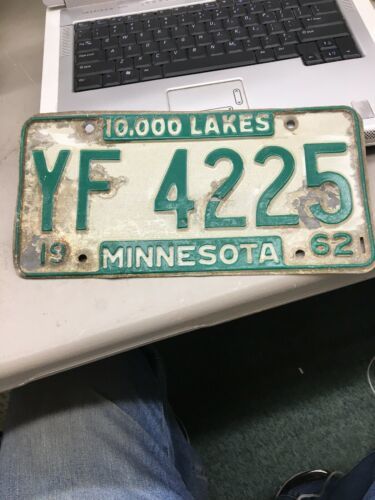 10,000 LAKES
YF 4225
19 MINNESOTA 62